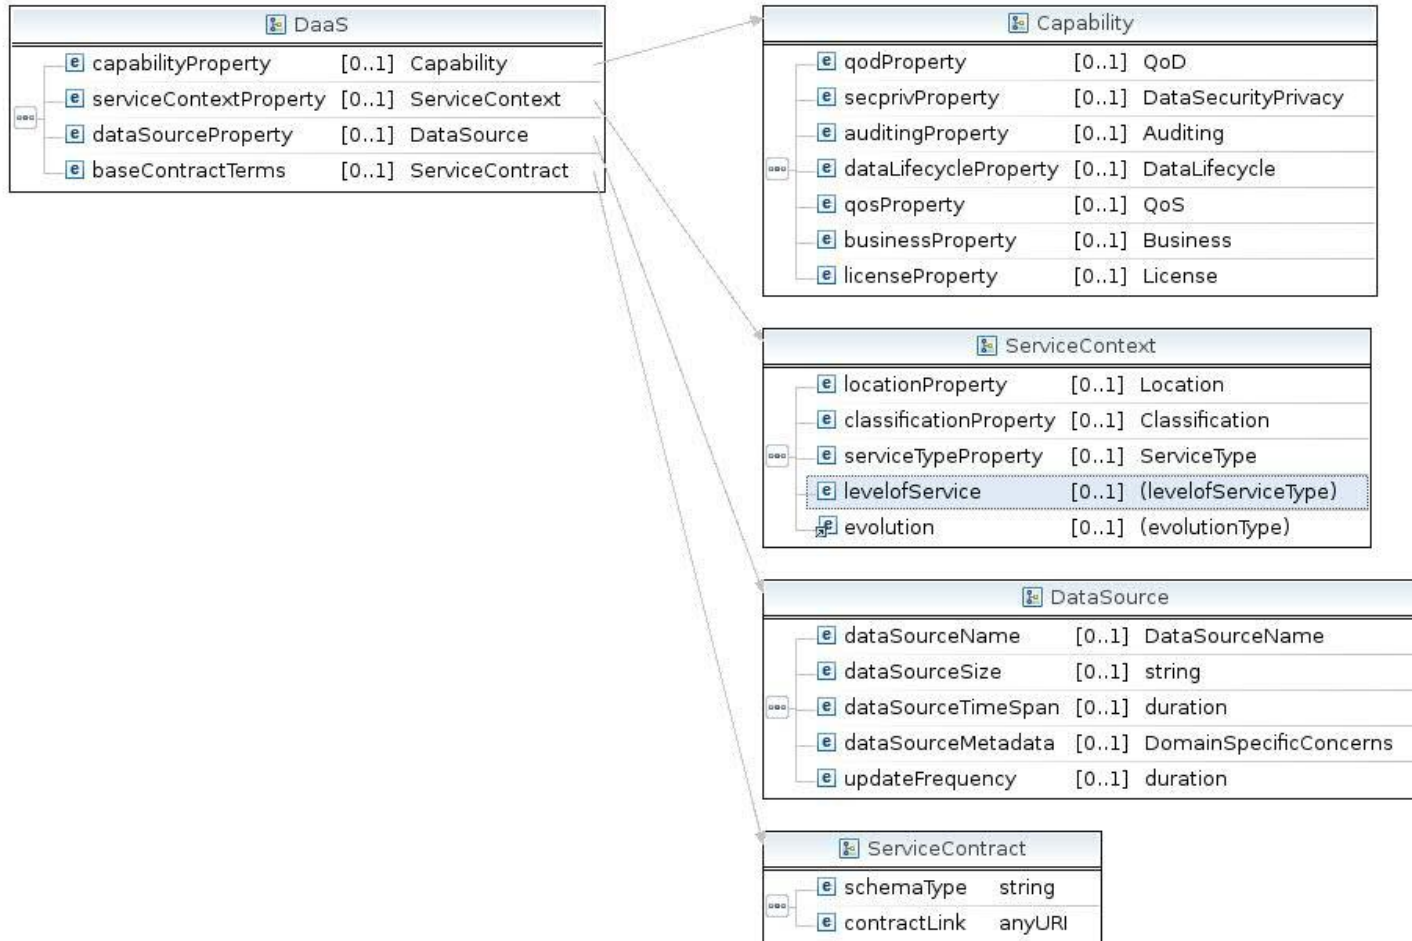 DaaS
capabilityProperty [0..1] Capability
serviceContextProperty [0..1] ServiceContext
dataSourceProperty [0..1] DataSource
baseContractTerms [0..1] ServiceContract
Capability
qodProperty [0..1] QoD
secprivProperty [0..1] DataSecurityPrivacy
auditingProperty [0..1] Auditing
dataLifecycleProperty [0..1] DataLifecycle
qosProperty [0..1] QoS
businessProperty [0..1] Business
licenseProperty [0..1] License
ServiceContext
locationProperty [0..1] Location
classificationProperty [0..1] Classification
serviceTypeProperty [0..1] ServiceType
levelofService [0..1] (levelofServiceType)
evolution [0..1] (evolutionType)
DataSource
dataSourceName [0..1] DataSourceName
dataSourceSize [0..1] string
dataSourceTimeSpan [0..1] duration
dataSourceMetadata [0..1] DomainSpecificConcerns
updateFrequency [0..1] duration
ServiceContract
schemaType string
contractLink anyURI